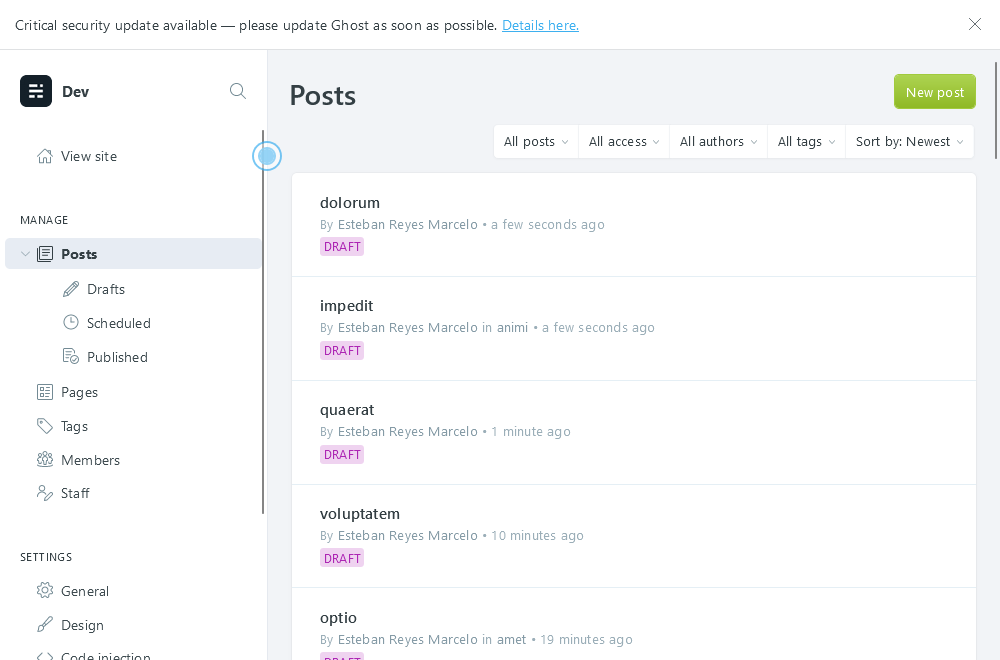 Critical security update available — please update Ghost as soon as possible. Details here.
Dev
View site
MANAGE
Posts
Drafts
Scheduled
Published
Pages
Tags
Members
Staff
SETTINGS
General
Design
Code injection
Posts
New post
All posts
All access
All authors
All tags
Sort by: Newest
dolorum
By Esteban Reyes Marcelo • a few seconds ago
DRAFT
impedit
By Esteban Reyes Marcelo in animi • a few seconds ago
DRAFT
quaerat
By Esteban Reyes Marcelo • 1 minute ago
DRAFT
voluptatem
By Esteban Reyes Marcelo • 10 minutes ago
DRAFT
optio
By Esteban Reyes Marcelo in amet • 19 minutes ago
DRAFT